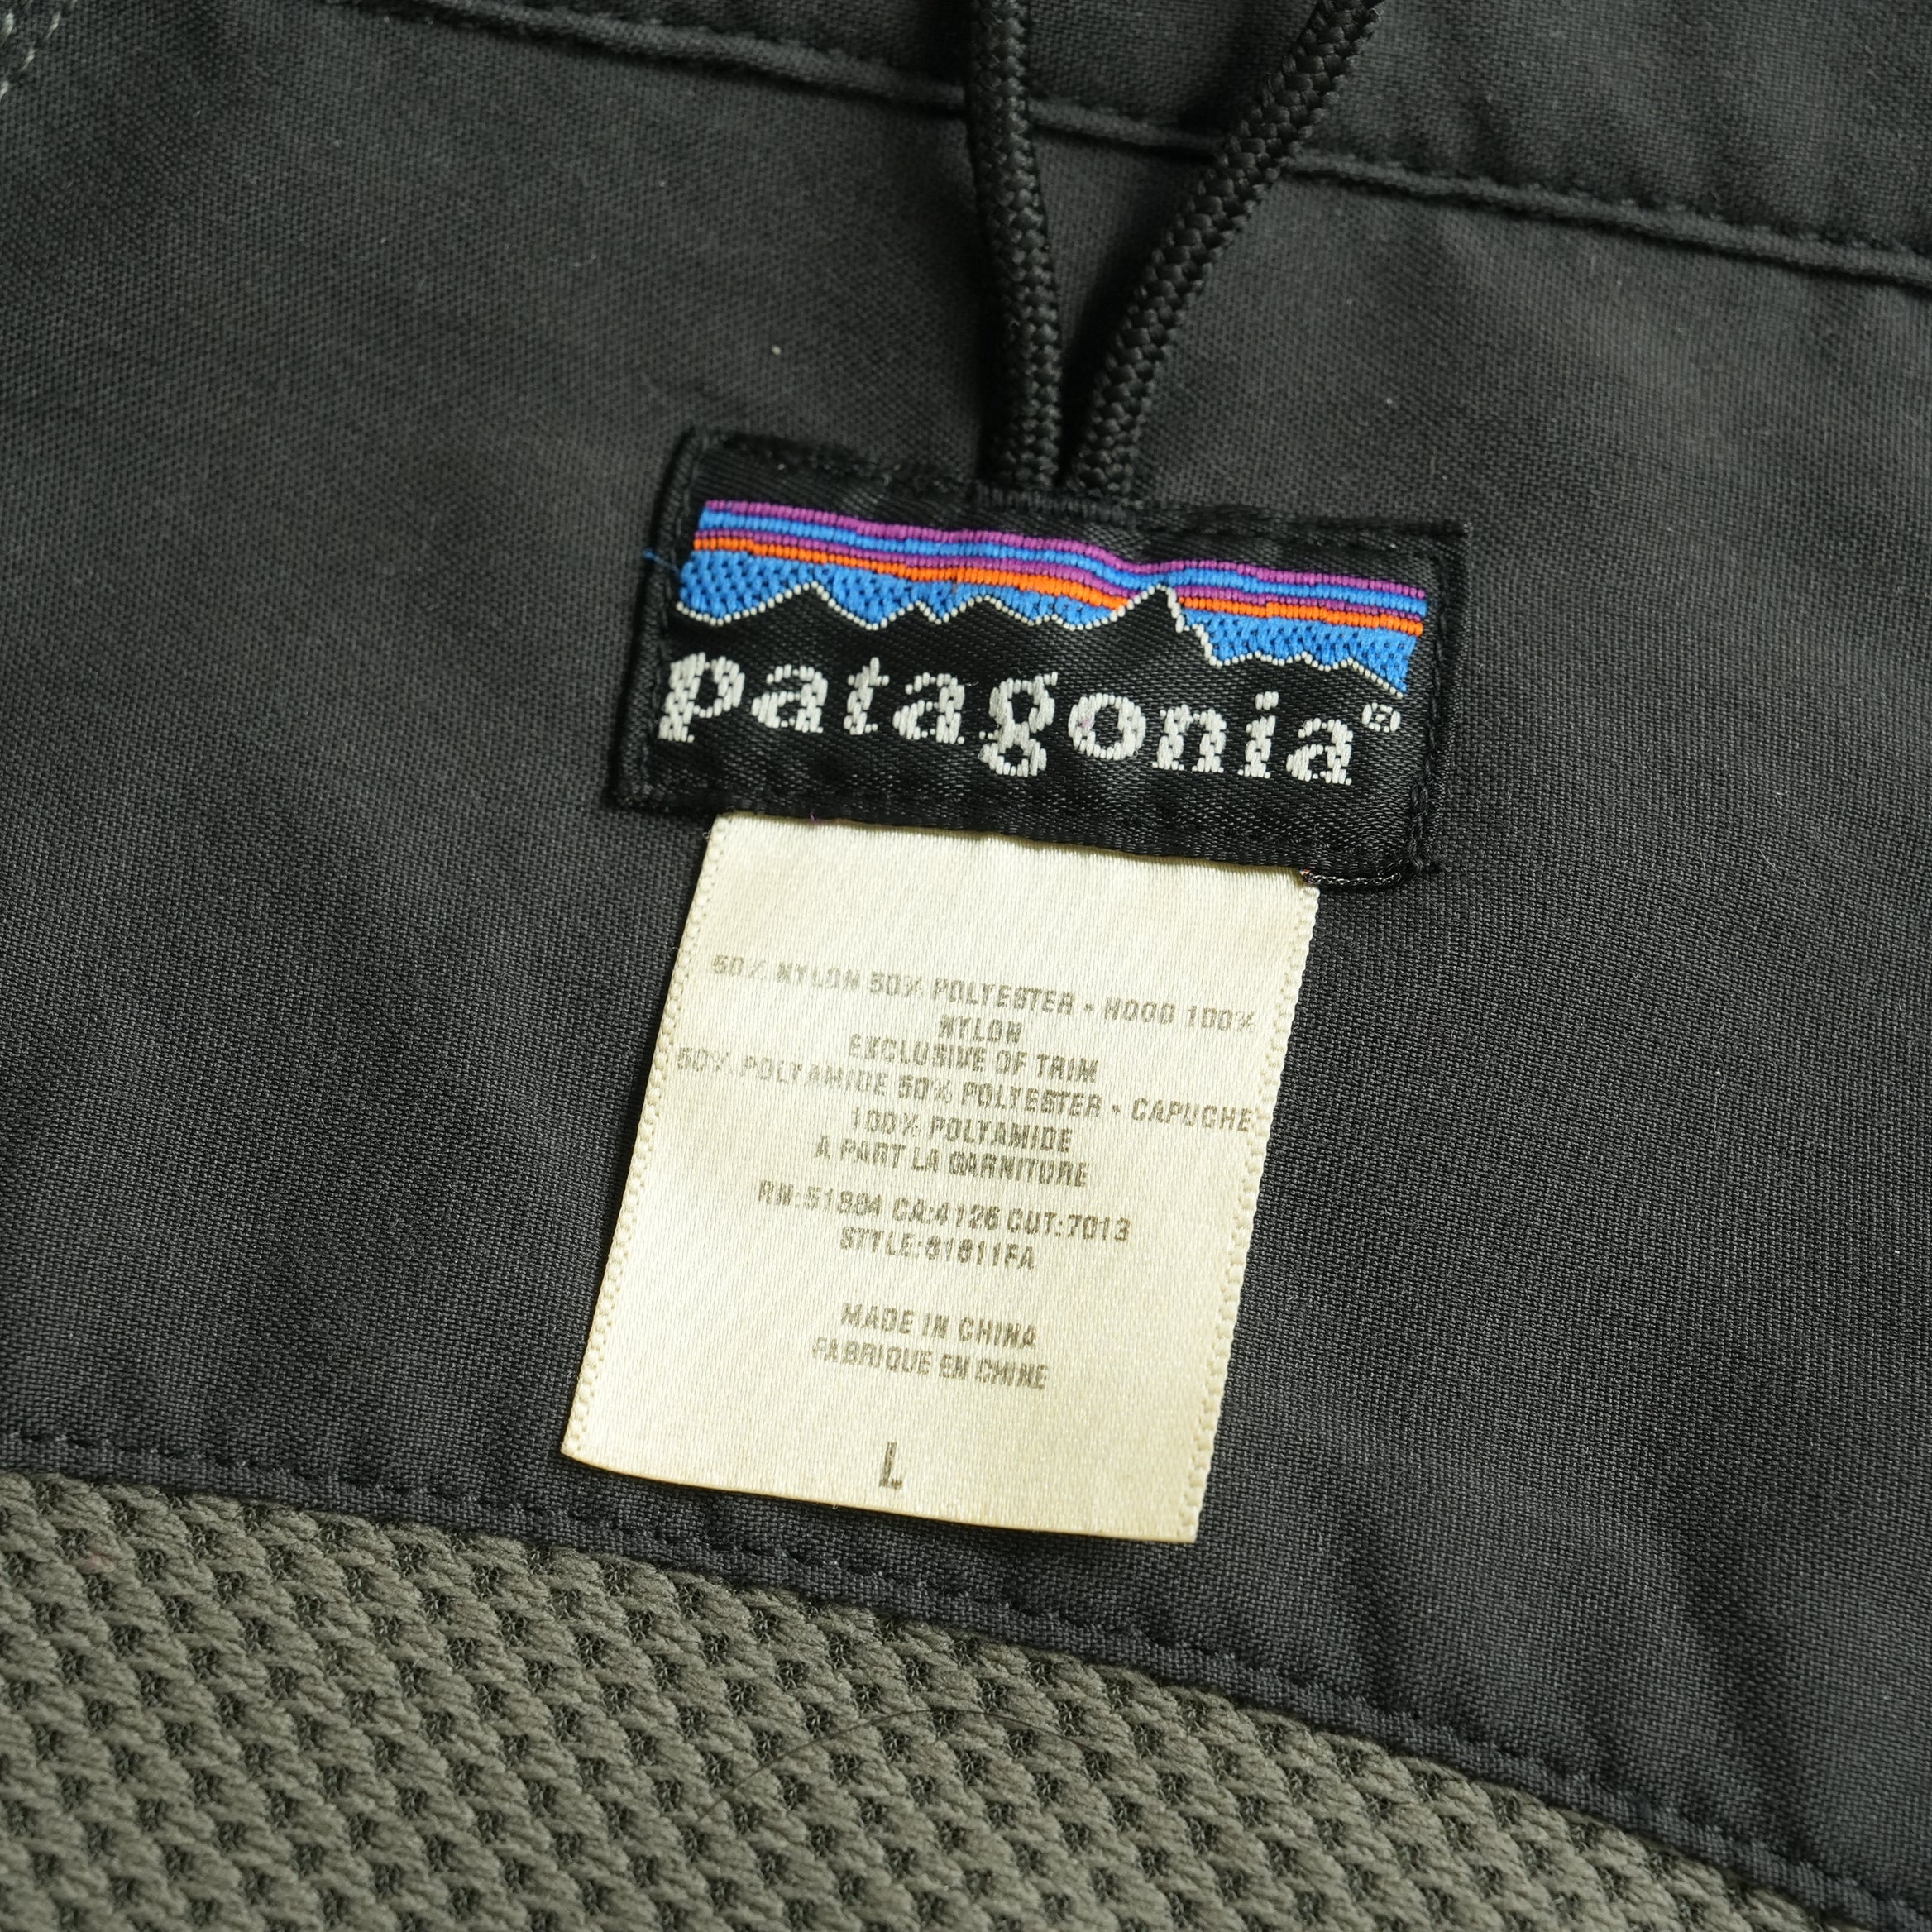 patagonia®
50% NYLON 50% POLYESTER - HOOD 100%
NYLON
EXCLUSIVE OF TRIM
50% POLYAMIDE 50% POLYESTER - CAPUCHE
100% POLYAMIDE
A PART LA GARNITURE
RN:51884 CA:4126 CUT:7013
STYLE:81811FA
MADE IN CHINA
FABRIQUE EN CHINE
L